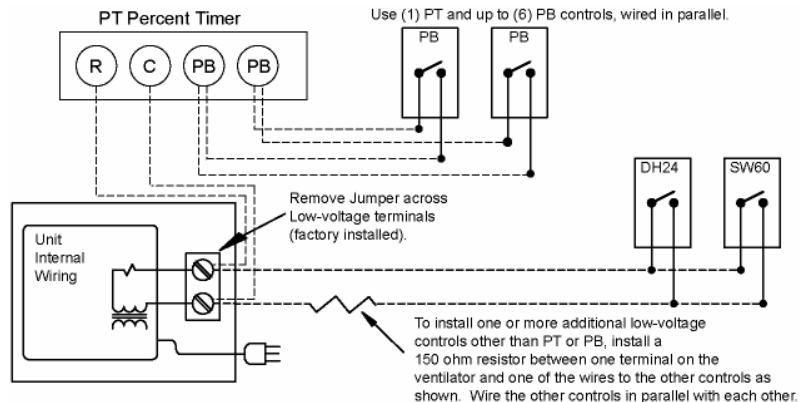 PT Percent Timer
Use (1) PT and up to (6) PB controls, wired in parallel.
PB
PB
R
C
PB
PB
DH24
SW60
Remove Jumper across
Low-voltage terminals
(factory installed).
Unit
Internal
Wiring
To install one or more additional low-voltage
controls other than PT or PB, install a
150 ohm resistor between one terminal on the
ventilator and one of the wires to the other controls as
shown. Wire the other controls in parallel with each other.